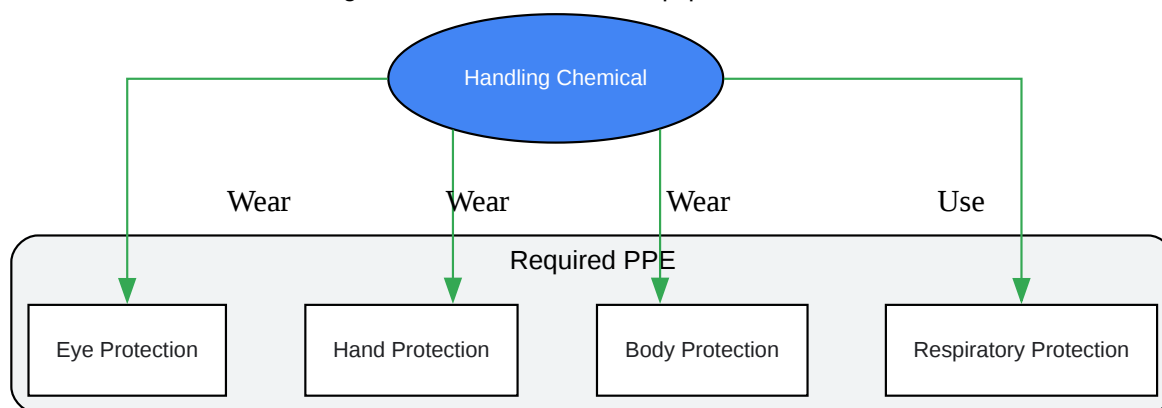 Handling Chemical
Wear Wear Wear Use
Required PPE
Eye Protection Hand Protection Body Protection Respiratory Protection